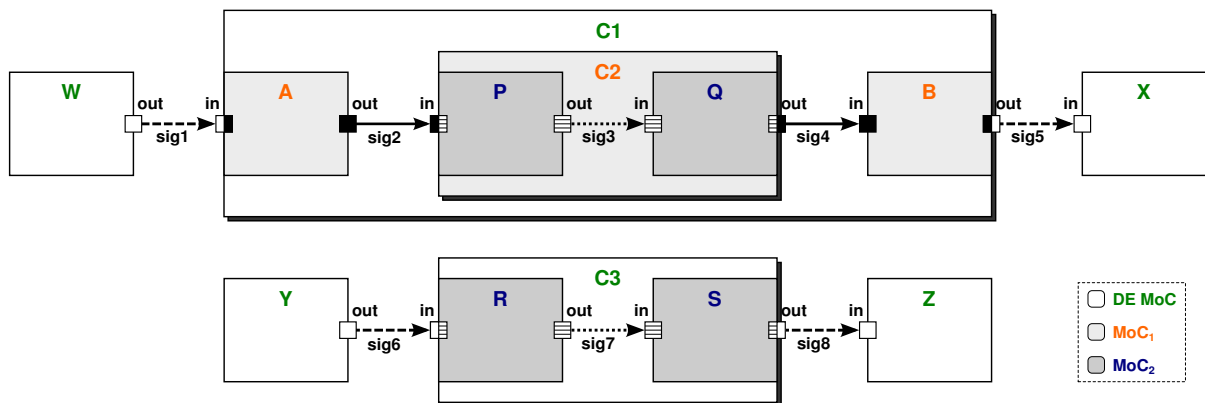 C1
C2
W
A
P
Q
B
X
out
in
out
in
out
in
out
in
out
in
sig1
sig2
sig3
sig4
sig5
C3
Y
R
S
Z
out
in
out
in
out
in
sig6
sig7
sig8
DE MoC
MoC₁
MoC₂